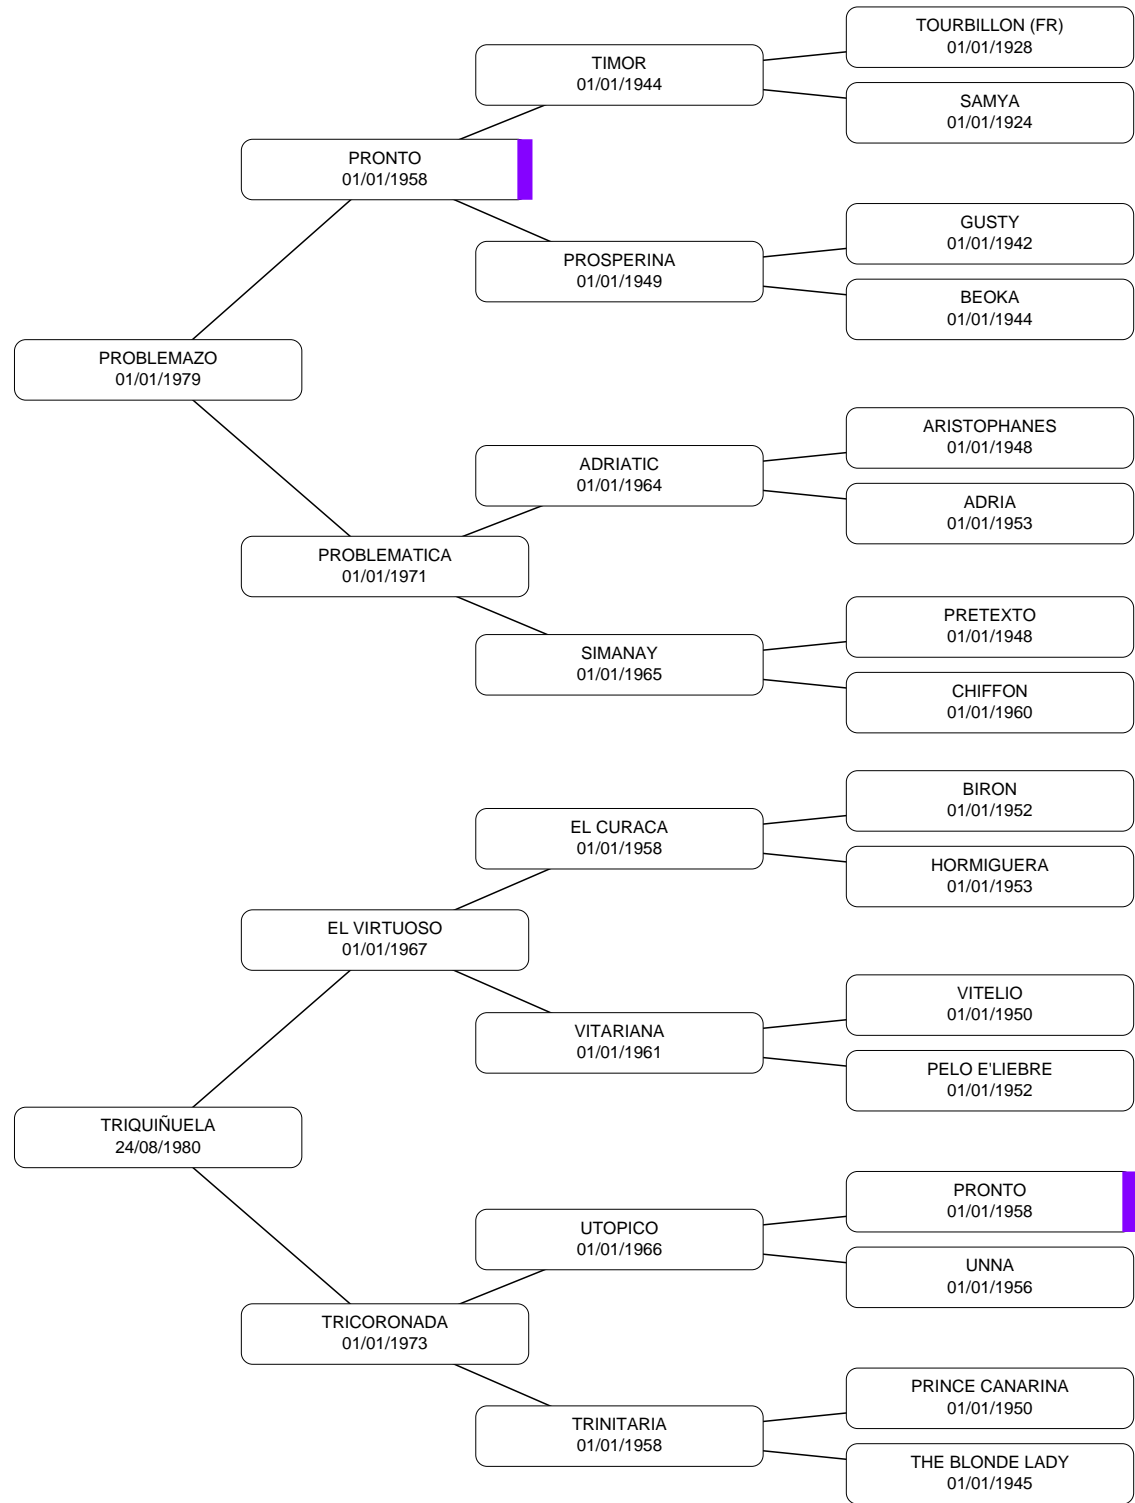 TOURBILLON (FR)
01/01/1928
TIMOR
01/01/1944
SAMYA
01/01/1924
PRONTO
01/01/1958
GUSTY
01/01/1942
PROSPERINA
01/01/1949
BEOKA
01/01/1944
PROBLEMAZO
01/01/1979
ARISTOPHANES
01/01/1948
ADRIATIC
01/01/1964
ADRIA
01/01/1953
PROBLEMATICA
01/01/1971
PRETEXTO
01/01/1948
SIMANAY
01/01/1965
CHIFFON
01/01/1960
BIRON
01/01/1952
EL CURACA
01/01/1958
HORMIGUERA
01/01/1953
EL VIRTUOSO
01/01/1967
VITELIO
01/01/1950
VITARIANA
01/01/1961
PELO E'LIEBRE
01/01/1952
TRIQUIÑUELA
24/08/1980
PRONTO
01/01/1958
UTOPICO
01/01/1966
UNNA
01/01/1956
TRICORONADA
01/01/1973
PRINCE CANARINA
01/01/1950
TRINITARIA
01/01/1958
THE BLONDE LADY
01/01/1945